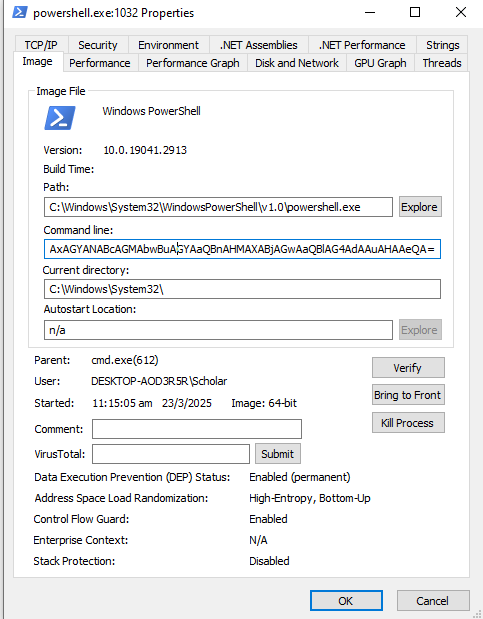 powershell.exe:1032 Properties
TCP/IP Security Environment .NET Assemblies .NET Performance Strings
Image Performance Performance Graph Disk and Network GPU Graph Threads
Image File
Windows PowerShell
Version: 10.0.19041.2913
Build Time:
Path:
C:\Windows\System32\WindowsPowerShell\v1.0\powershell.exe Explore
Command line:
AxAGYANABcAGMAbwBuAGYAaQBnAHMAXABjAGwAaQBlAG4AdAAuAHAAeQA=
Current directory:
C:\Windows\System32\
Autostart Location:
n/a Explore
Parent: cmd.exe(612)
User: DESKTOP-AOD3R5R\Scholar
Started: 11:15:05 am 23/3/2025 Image: 64-bit
Comment:
VirusTotal: Submit
Verify
Bring to Front
Kill Process
Data Execution Prevention (DEP) Status: Enabled (permanent)
Address Space Load Randomization: High-Entropy, Bottom-Up
Control Flow Guard: Enabled
Enterprise Context: N/A
Stack Protection: Disabled
OK Cancel